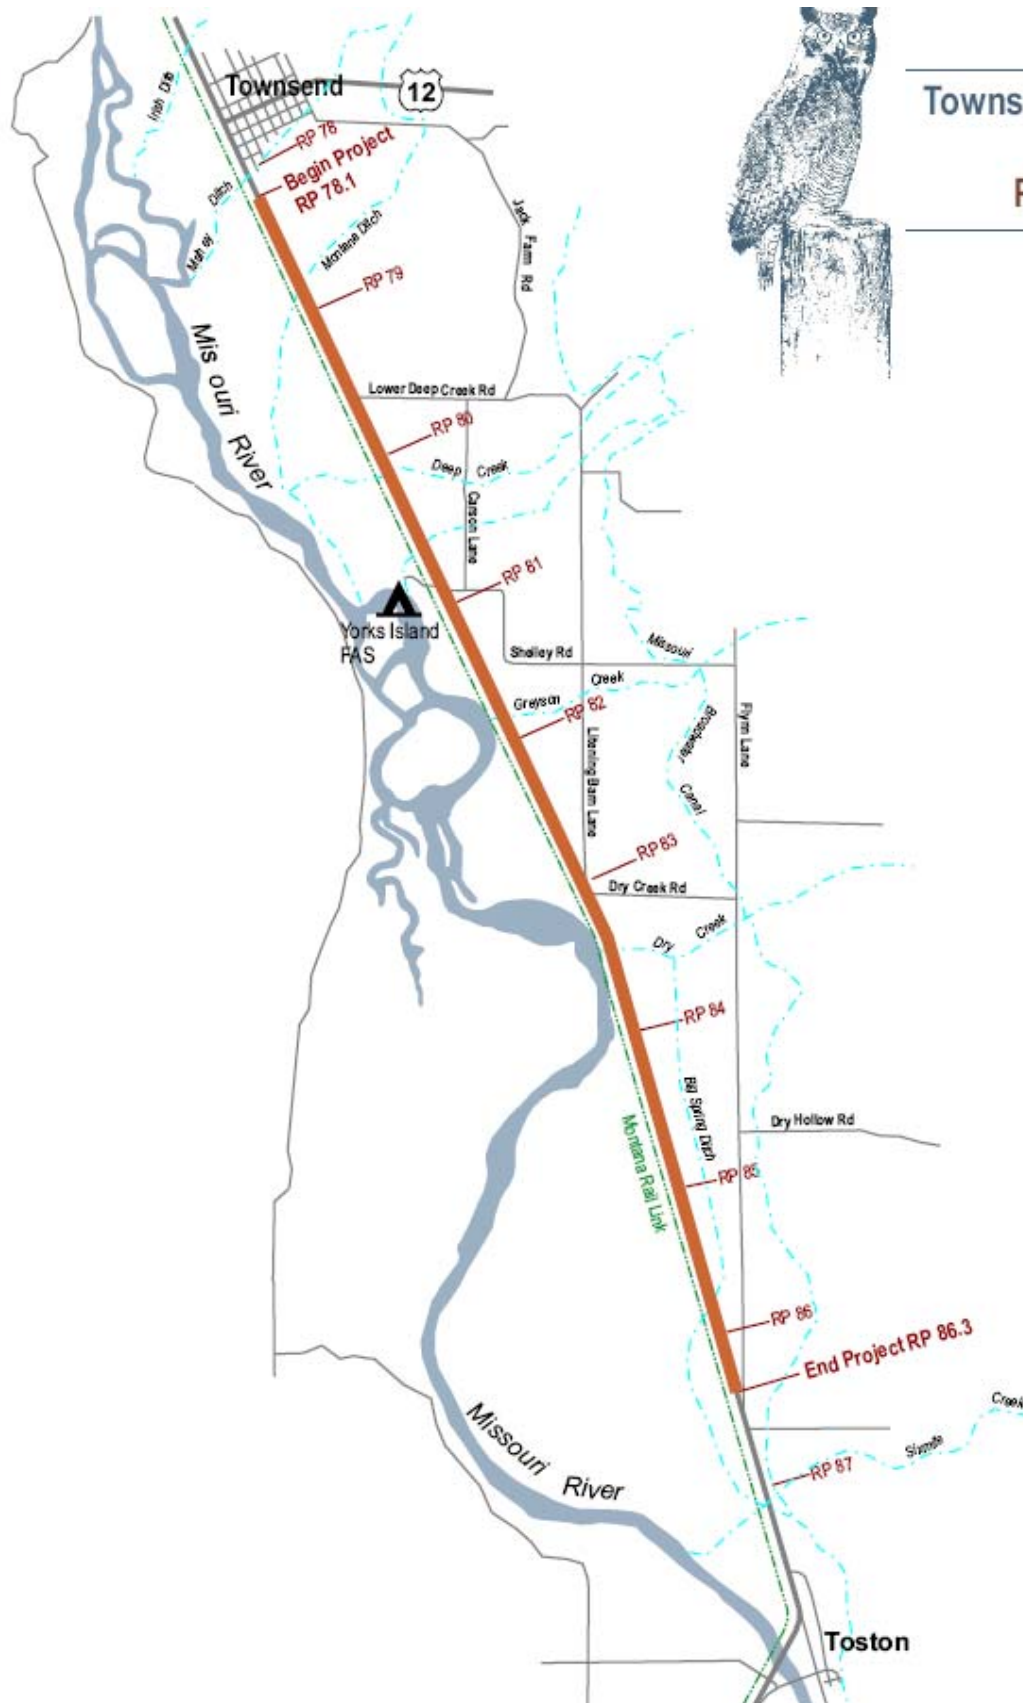 Townsend
12
Towns
RP 78
Begin Project
RP 78.1
Ditch
Montana Ditch
RP 79
Jack Farm Rd
Mis ouri River
Lower Deep Creek Rd
RP 80
Deep Creek
Carson Lane
RP 81
Yorks Island
FAS
Missouri
Shelley Rd
Greyson Creek
RP 82
Broadwater
Canal
Flynn Lane
Litening Barn Lane
RP 83
Dry Creek Rd
Dry Creek
RP 84
Big Spring Ditch
Dry Hollow Rd
Montana Rail Link
RP 85
RP 86
End Project RP 86.3
Creek
Sixmile
RP 87
Missouri River
Toston